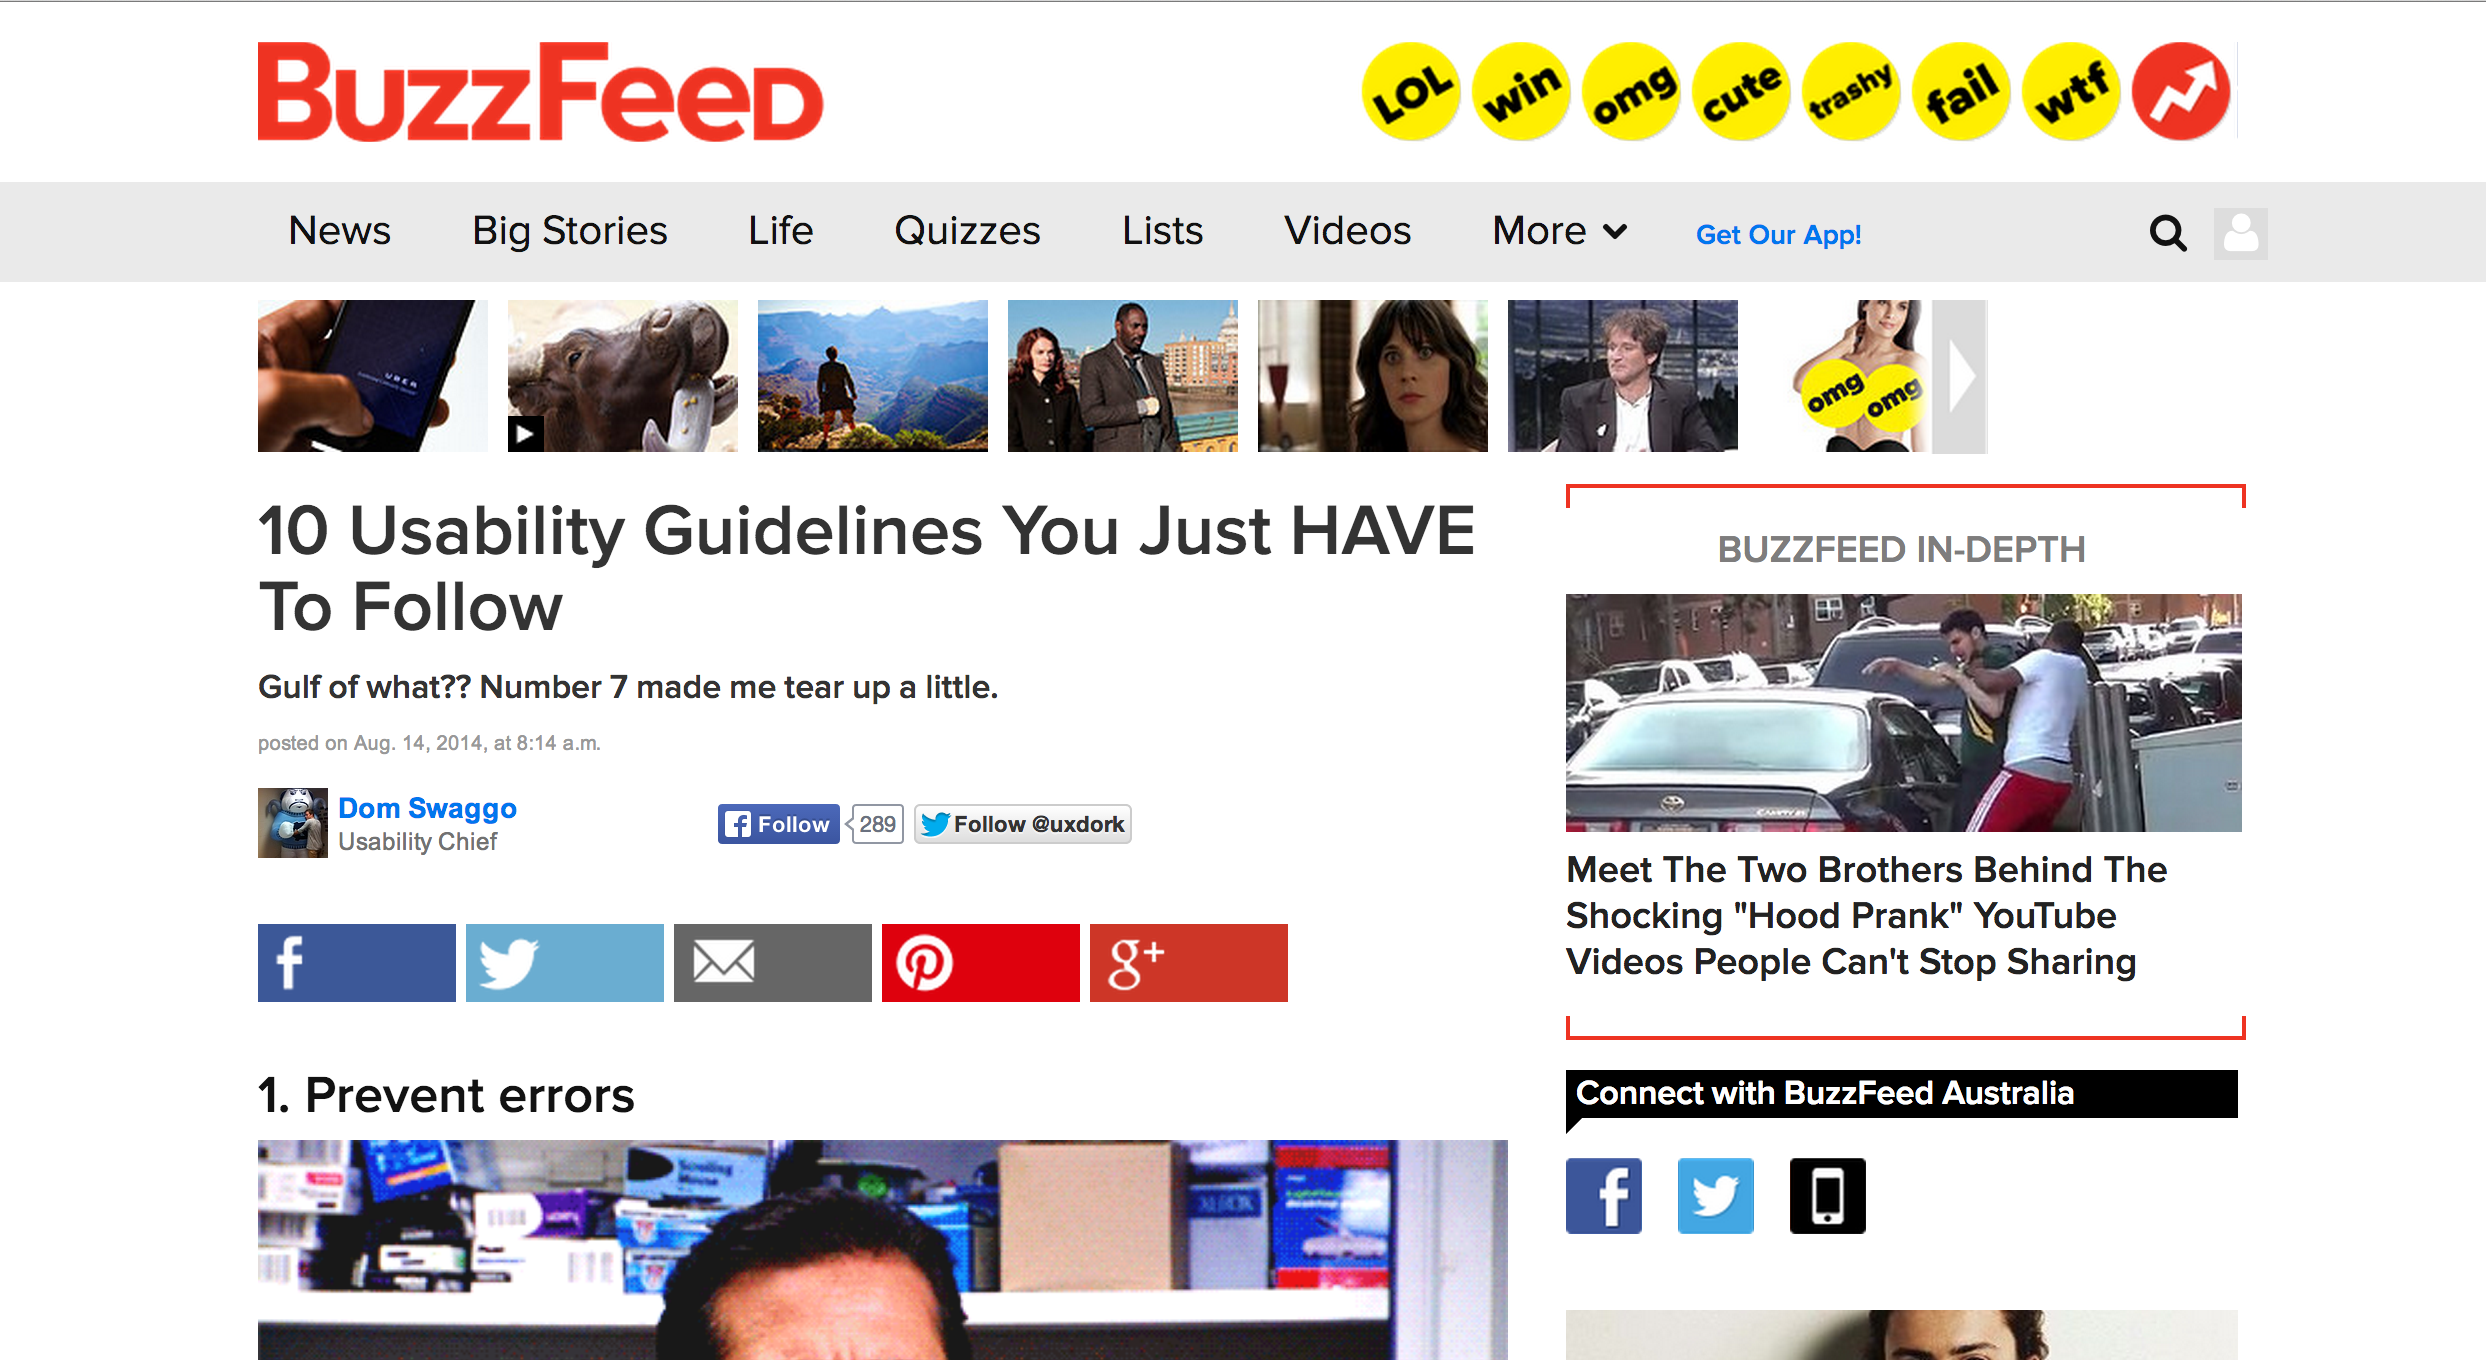 BuzzFeed
LOL
win
omg
cute
trashy
fail
wtf
News
Big Stories
Life
Quizzes
Lists
Videos
More
Get Our App!
UBER
omg
omg
10 Usability Guidelines You Just HAVE
To Follow
Gulf of what?? Number 7 made me tear up a little.
posted on Aug. 14, 2014, at 8:14 a.m.
Dom Swaggo
Usability Chief
f Follow
289
Follow @uxdork
f
g+
1. Prevent errors
Scrolling
Mouse
XEROX
BUZZFEED IN-DEPTH
Meet The Two Brothers Behind The
Shocking "Hood Prank" YouTube
Videos People Can't Stop Sharing
Connect with BuzzFeed Australia
f